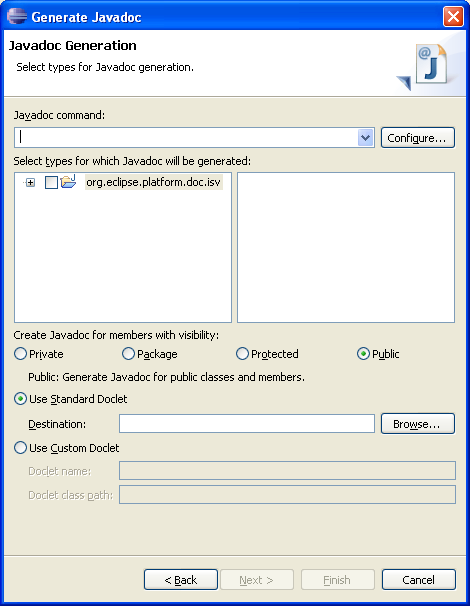 Generate Javadoc
Javadoc Generation
Select types for Javadoc generation.
@
J
Javadoc command:
Configure...
Select types for which Javadoc will be generated:
org.eclipse.platform.doc.isv
Create Javadoc for members with visibility:
Private Package Protected Public
Public: Generate Javadoc for public classes and members.
Use Standard Doclet
Destination: Browse...
Use Custom Doclet
Doclet name:
Doclet class path:
< Back Next > Finish Cancel